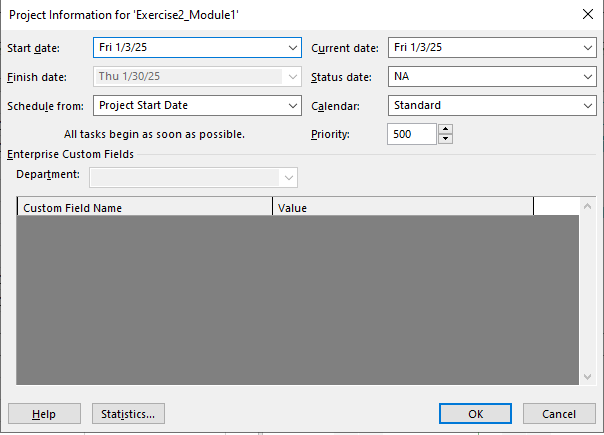 Project Information for 'Exercise2_Module1'
Start date: Fri 1/3/25 Current date: Fri 1/3/25
Finish date: Thu 1/30/25 Status date: NA
Schedule from: Project Start Date Calendar: Standard
All tasks begin as soon as possible. Priority: 500
Enterprise Custom Fields
Department:
Custom Field Name Value
Help Statistics... OK Cancel